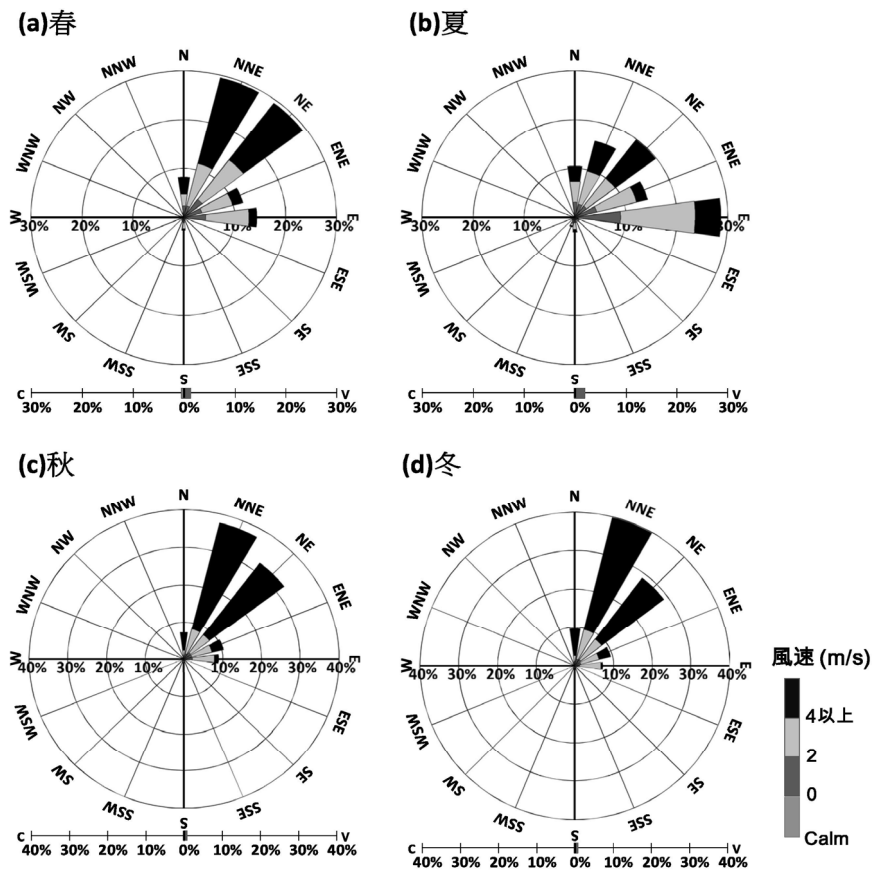 (a)春
N
NNE
NE
ENE
E
ESE
SE
SSE
S
SSW
SW
WSW
W
WNW
NW
NNW
30% 20% 10% 10% 20% 30%
C V
30% 20% 10% 0% 10% 20% 30%
(b)夏
N
NNE
NE
ENE
E
ESE
SE
SSE
S
SSW
SW
WSW
W
WNW
NW
NNW
30% 20% 10% 10% 30%
C V
30% 20% 10% 0% 10% 20% 30%
(c)秋
N
NNE
NE
ENE
E
ESE
SE
SSE
S
SSW
SW
WSW
W
WNW
NW
NNW
40% 30% 20% 10% 10% 20% 30% 40%
C V
40% 30% 20% 10% 0% 10% 20% 30% 40%
(d)冬
N
NNE
NE
ENE
E
ESE
SE
SSE
S
SSW
SW
WSW
W
WNW
NW
NNW
40% 30% 20% 10% 10% 20% 30% 40%
C V
40% 30% 20% 10% 0% 10% 20% 30% 40%
風速 (m/s)
4以上
2
0
Calm